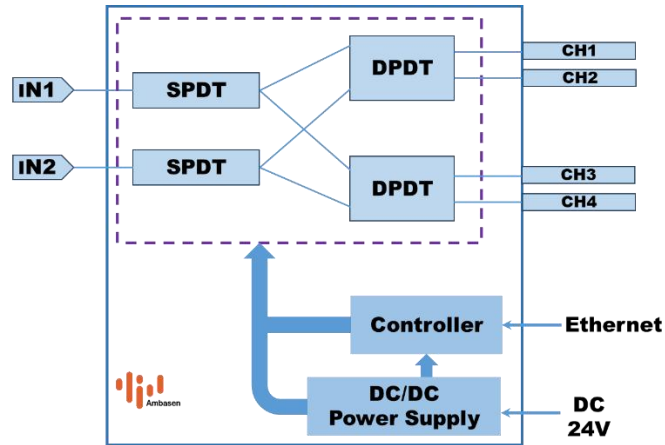 IN1
SPDT
DPDT
CH1
CH2
IN2
SPDT
DPDT
CH3
CH4
Controller
Ethernet
DC/DC
Power Supply
DC
24V
Ambasen